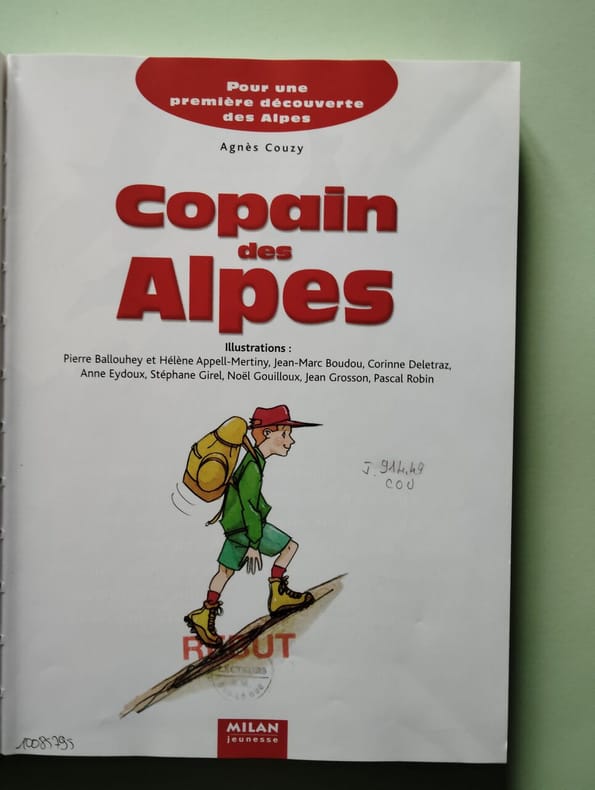 Pour une
première découverte
des Alpes
Agnès Couzy
Copain
des
Alpes
Illustrations :
Pierre Ballouhey et Hélène Appell-Mertiny, Jean-Marc Boudou, Corinne Deletraz,
Anne Eydoux, Stéphane Girel, Noël Gouilloux, Jean Grosson, Pascal Robin
J. 914.49
COU
REBUT
LECTEURS
MILAN
jeunesse
10085795